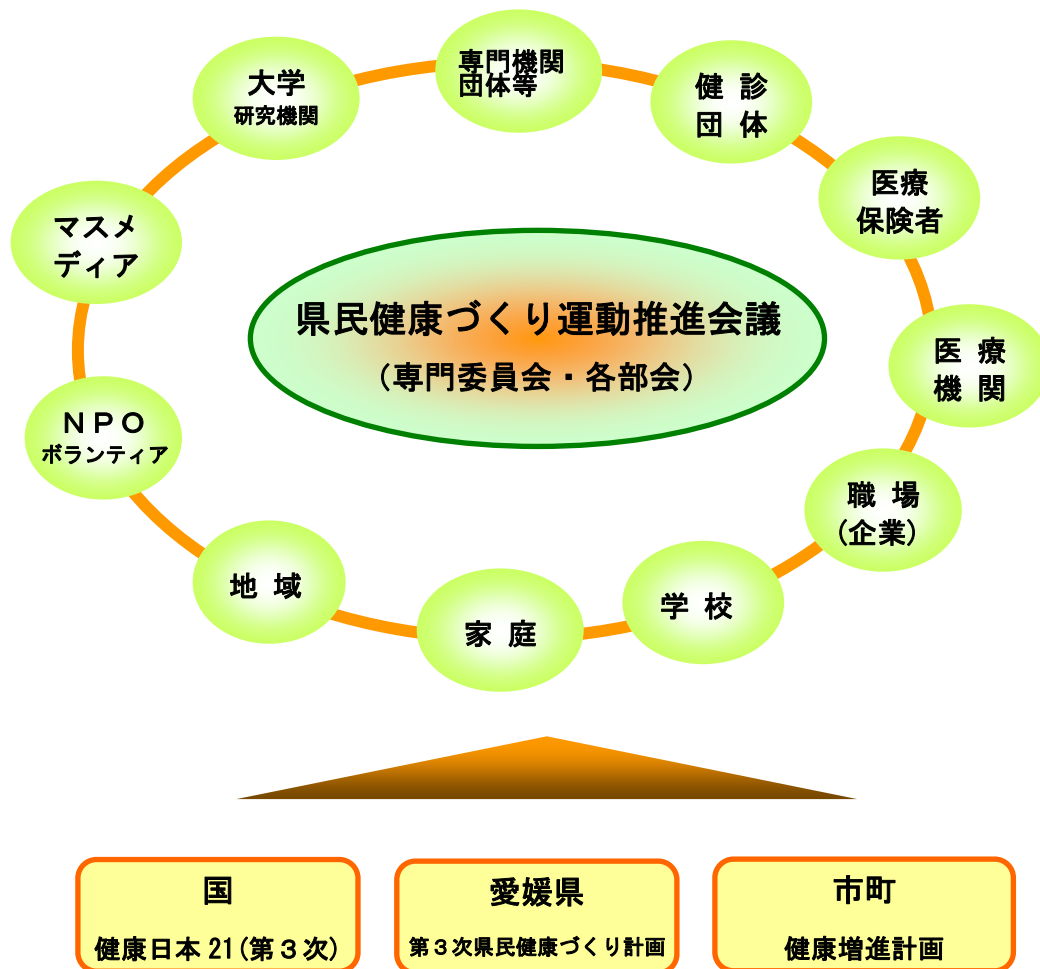 専門機関
団体等
大学
研究機関
健 診
団 体
医療
保険者
マスメ
ディア
県民健康づくり運動推進会議
（専門委員会・各部会）
医 療
機 関
ＮＰＯ
ボランティア
職 場
(企業)
地 域
学 校
家 庭
国
健康日本 21(第３次)
愛媛県
第３次県民健康づくり計画
市町
健康増進計画